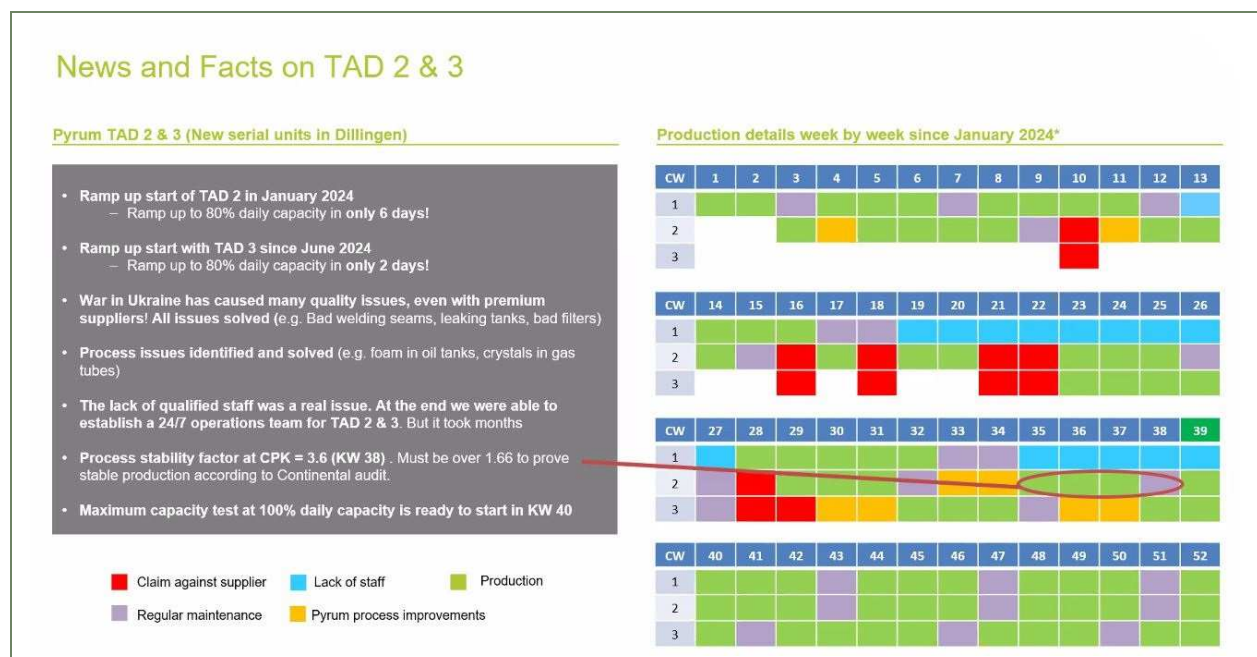 News and Facts on TAD 2 & 3
Pyrum TAD 2 & 3 (New serial units in Dillingen)
• Ramp up start of TAD 2 in January 2024
– Ramp up to 80% daily capacity in only 6 days!
• Ramp up start with TAD 3 since June 2024
– Ramp up to 80% daily capacity in only 2 days!
• War in Ukraine has caused many quality issues, even with premium
suppliers! All issues solved (e.g. Bad welding seams, leaking tanks, bad filters)
• Process issues identified and solved (e.g. foam in oil tanks, crystals in gas
tubes)
• The lack of qualified staff was a real issue. At the end we were able to
establish a 24/7 operations team for TAD 2 & 3. But it took months
• Process stability factor at CPK = 3.6 (KW 38) . Must be over 1.66 to prove
stable production according to Continental audit.
• Maximum capacity test at 100% daily capacity is ready to start in KW 40
Claim against supplier
Lack of staff
Production
Regular maintenance
Pyrum process improvements
Production details week by week since January 2024*
CW 1 2 3 4 5 6 7 8 9 10 11 12 13
1
2
3
CW 14 15 16 17 18 19 20 21 22 23 24 25 26
1
2
3
CW 27 28 29 30 31 32 33 34 35 36 37 38 39
1
2
3
CW 40 41 42 43 44 45 46 47 48 49 50 51 52
1
2
3